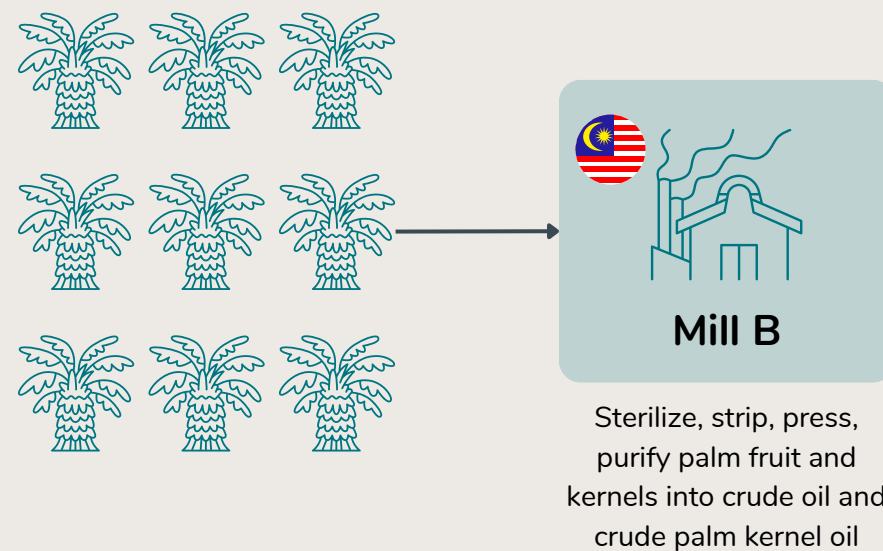 Mill B
Sterilize, strip, press,
purify palm fruit and
kernels into crude oil and
crude palm kernel oil